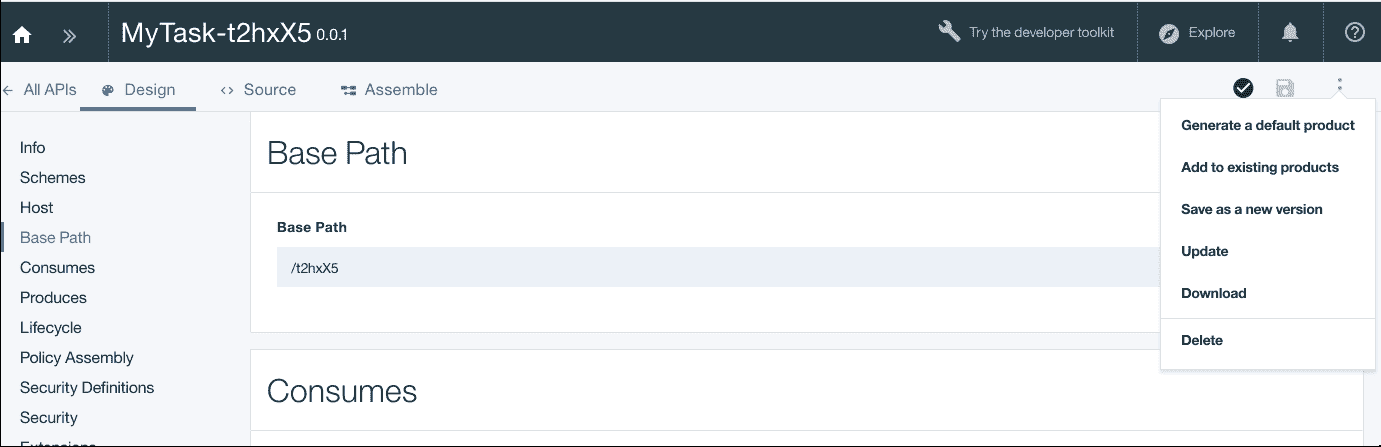 MyTask-t2hxX5 0.0.1
Try the developer toolkit
Explore
All APIs
Design
Source
Assemble
Info
Schemes
Host
Base Path
Consumes
Produces
Lifecycle
Policy Assembly
Security Definitions
Security
Extensions
Base Path
Base Path
/t2hxX5
Consumes
Generate a default product
Add to existing products
Save as a new version
Update
Download
Delete